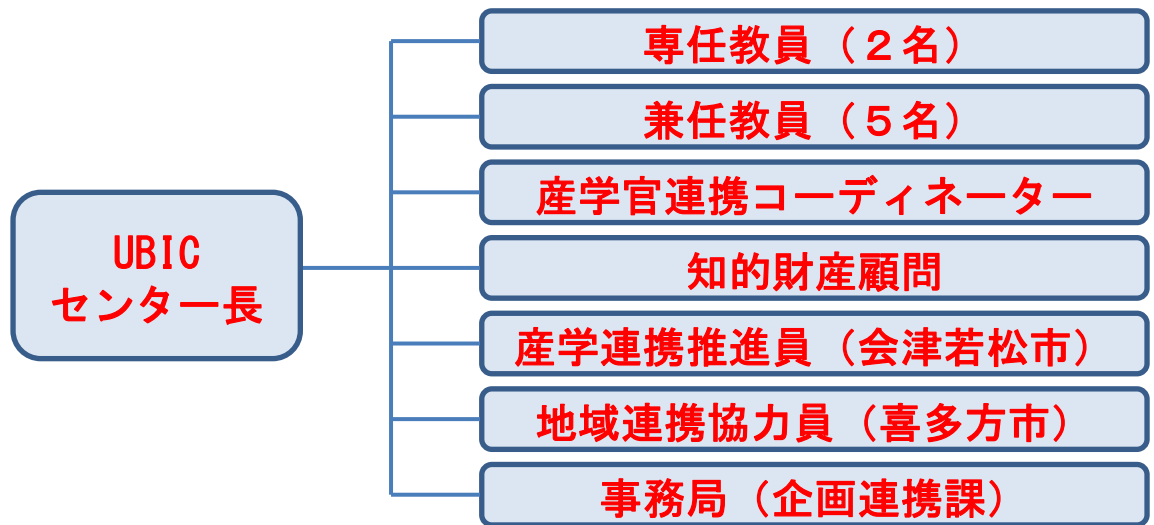 専任教員（２名）
兼任教員（５名）
産学官連携コーディネーター
UBIC
センター長
知的財産顧問
産学連携推進員（会津若松市）
地域連携協力員（喜多方市）
事務局（企画連携課）